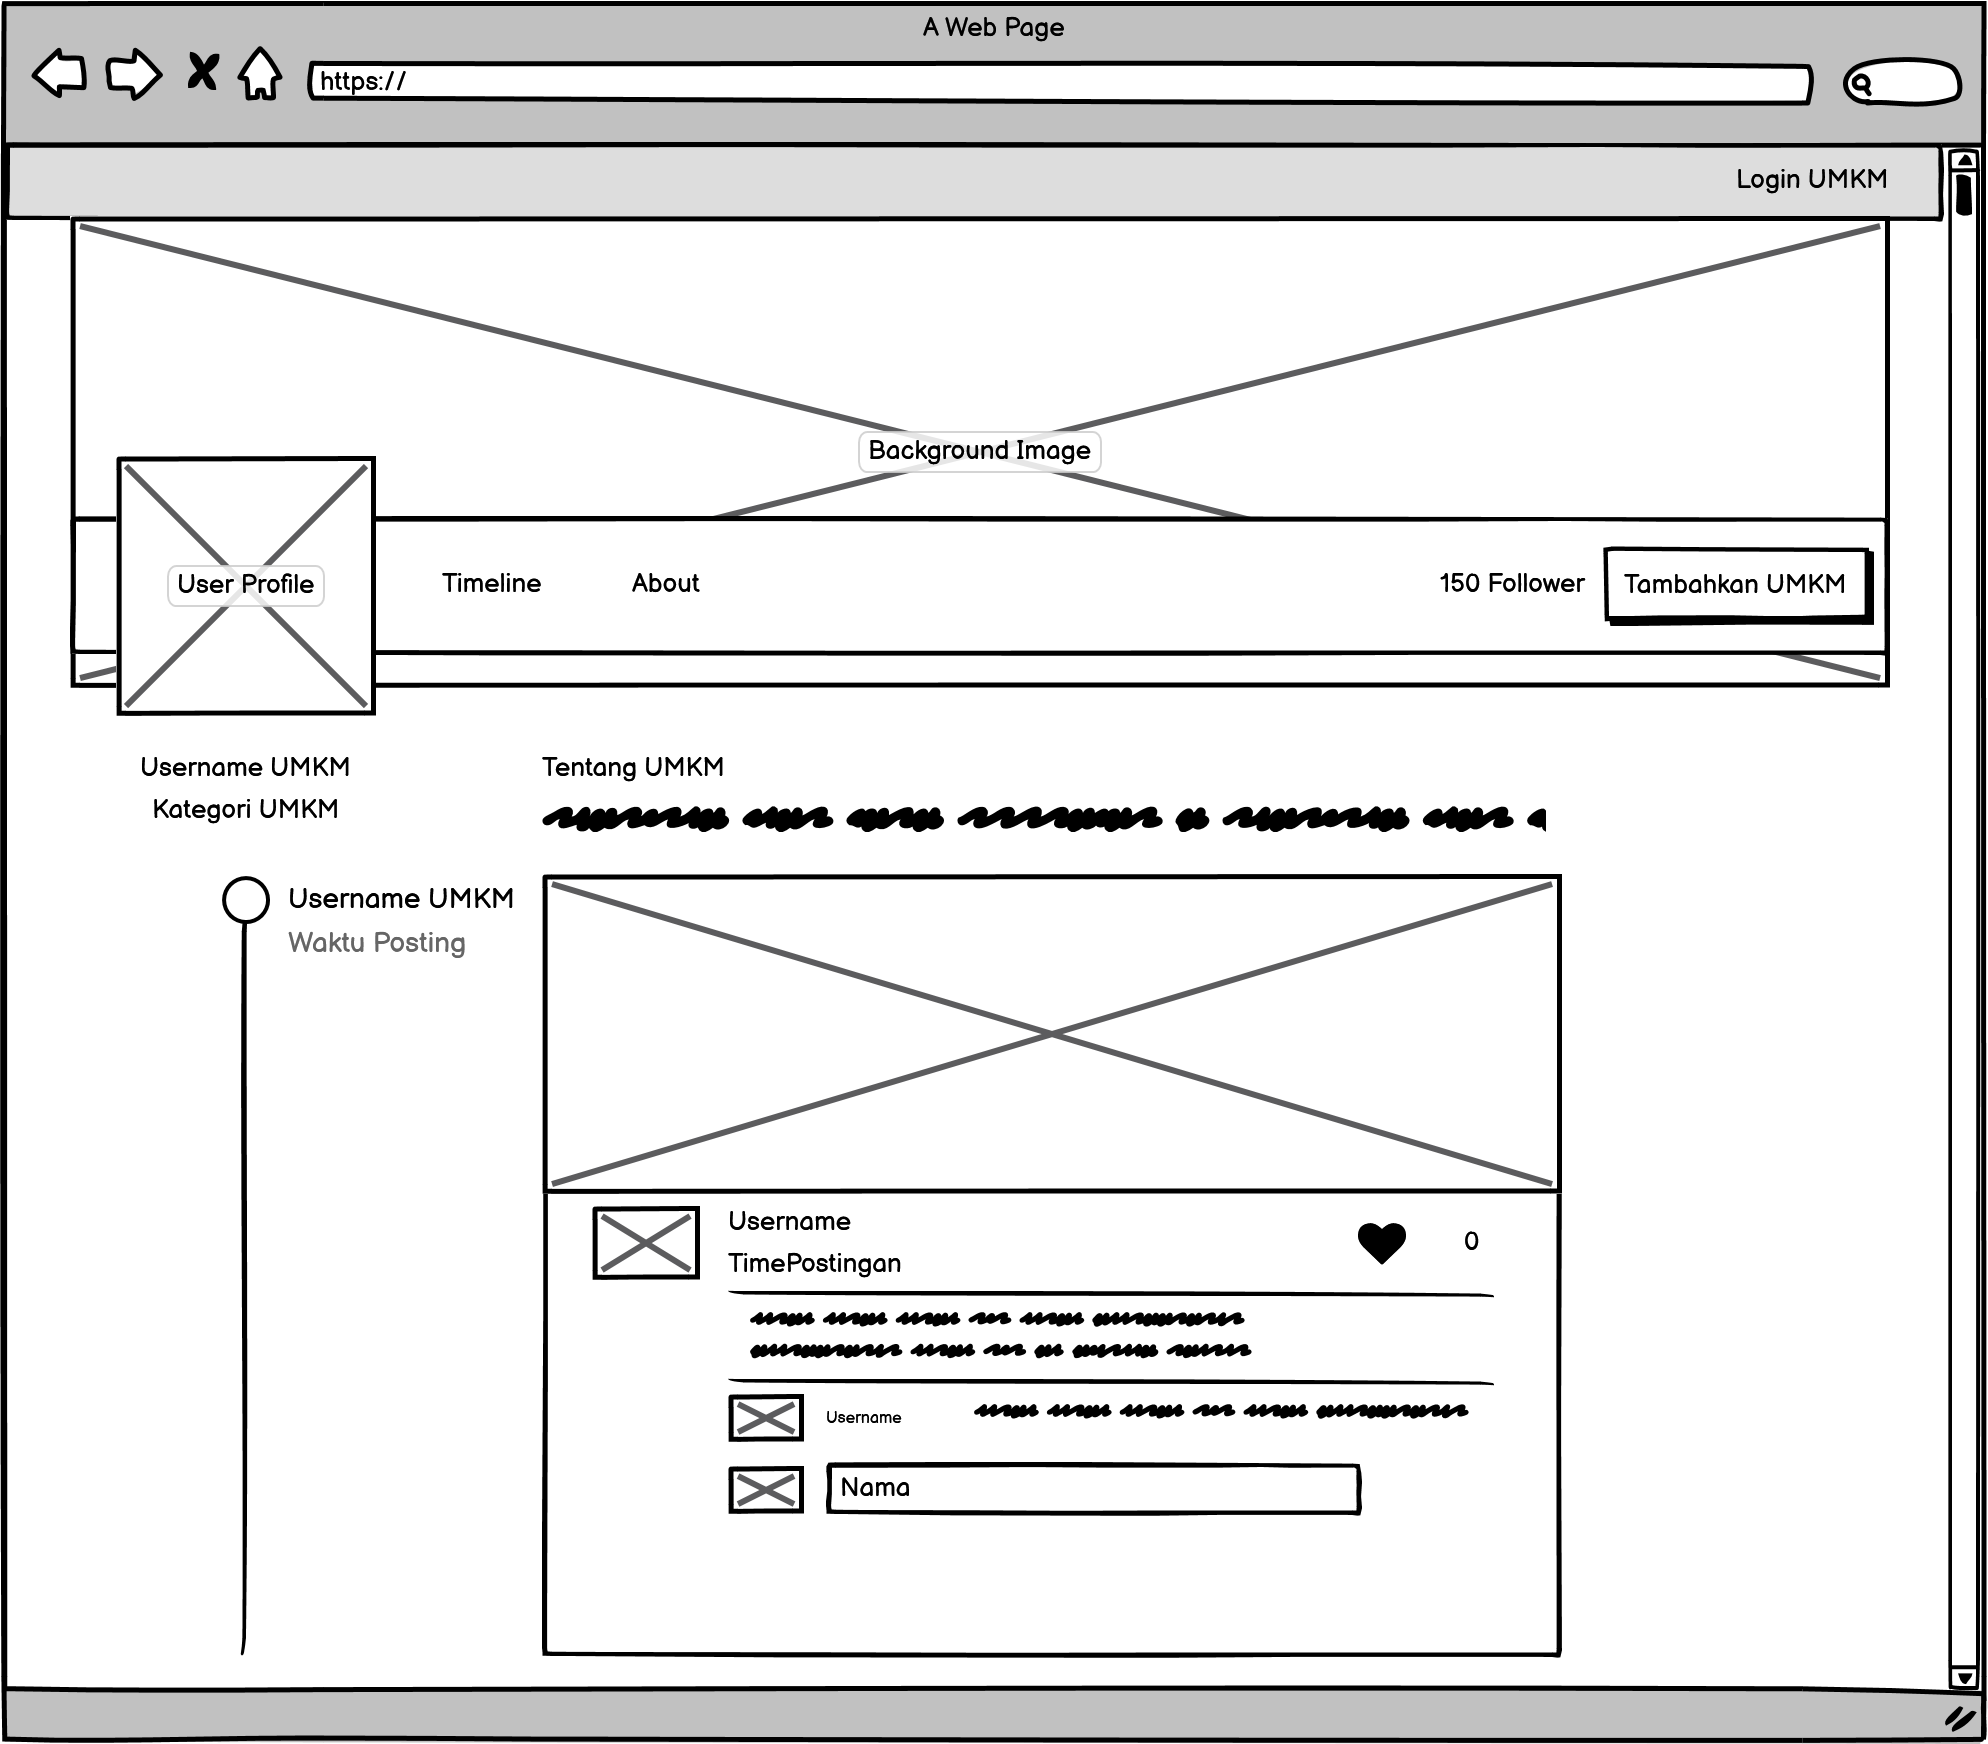 A Web Page
https://
Login UMKM
Background Image
User Profile
Timeline
About
150 Follower
Tambahkan UMKM
Username UMKM
Kategori UMKM
Tentang UMKM
Username UMKM
Waktu Posting
Username
TimePostingan
0
Username
Nama